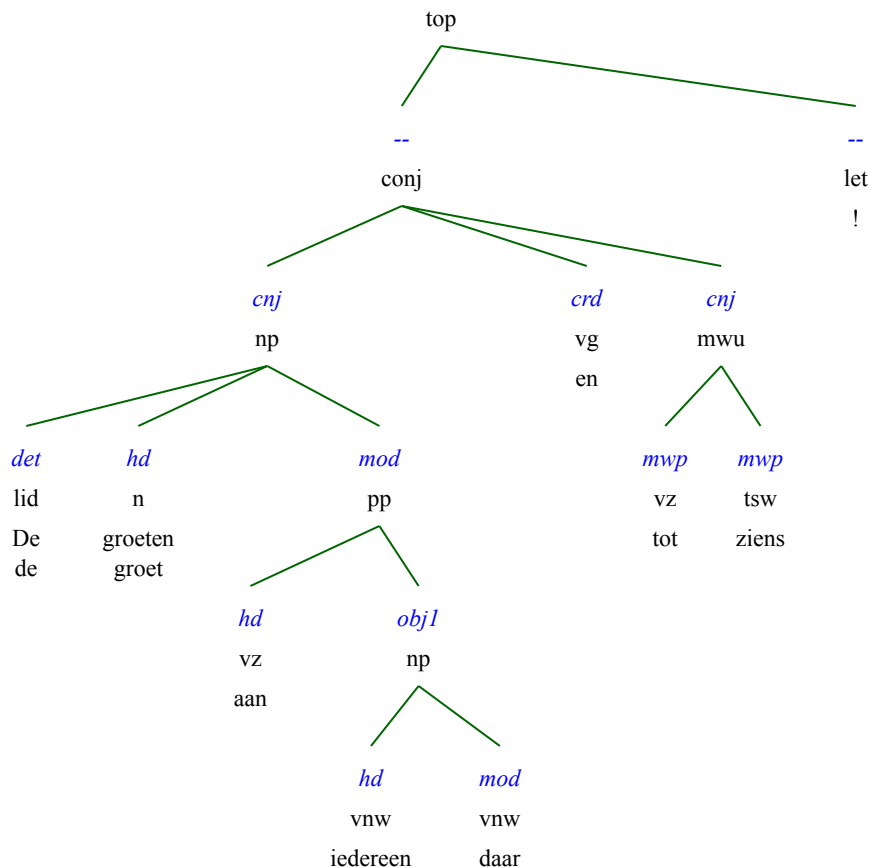 top
-- --
conj let
!
cnj crd cnj
np vg mwu
en
det hd mod mwp mwp
lid n pp vz tsw
De groeten tot ziens
de groet
hd obj1
vz np
aan
hd mod
vnw vnw
iedereen daar